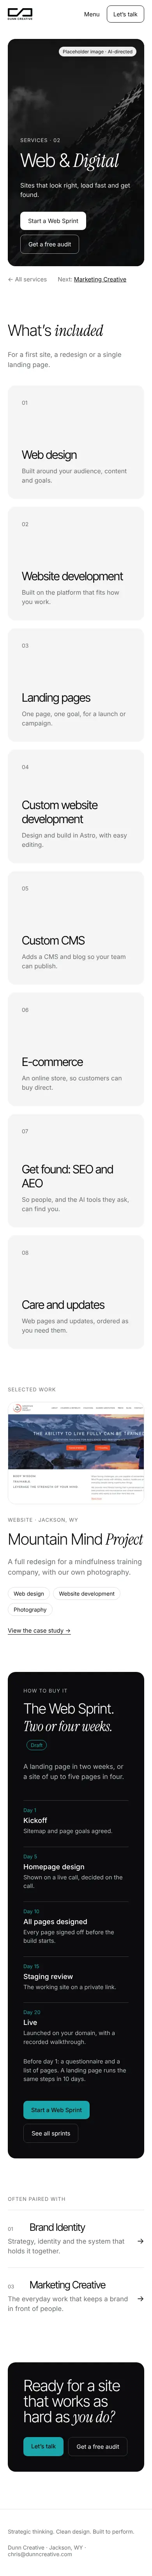 Menu
Let's talk
Placeholder image · AI-directed
SERVICES · 02
Web & Digital
Sites that look right, load fast and get
found.
Start a Web Sprint
Get a free audit
← All services
Next: Marketing Creative
What's included
For a first site, a redesign or a single
landing page.
01
Web design
Built around your audience, content
and goals.
02
Website development
Built on the platform that fits how
you work.
03
Landing pages
One page, one goal, for a launch or
campaign.
04
Custom website
development
Design and build in Astro, with easy
editing.
05
Custom CMS
Adds a CMS and blog so your team
can publish.
06
E-commerce
An online store, so customers can
buy direct.
07
Get found: SEO and
AEO
So people, and the AI tools they ask,
can find you.
08
Care and updates
Web pages and updates, ordered as
you need them.
SELECTED WORK
THE ABILITY TO LIVE FULLY CAN BE TRAINED
WEBSITE · JACKSON, WY
Mountain Mind Project
A full redesign for a mindfulness training
company, with our own photography.
Web design
Website development
Photography
View the case study →
HOW TO BUY IT
The Web Sprint.
Two or four weeks.
Draft
A landing page in two weeks, or
a site of up to five pages in four.
Day 1
Kickoff
Sitemap and page goals agreed.
Day 5
Homepage design
Shown on a live call, decided on the
call.
Day 10
All pages designed
Every page signed off before the
build starts.
Day 15
Staging review
The working site on a private link.
Day 20
Live
Launched on your domain, with a
recorded walkthrough.
Before day 1: a questionnaire and a
list of pages. A landing page runs the
same steps in 10 days.
Start a Web Sprint
See all sprints
OFTEN PAIRED WITH
01
Brand Identity
Strategy, identity and the system that
holds it together.
→
03
Marketing Creative
The everyday work that keeps a brand
in front of people.
→
Ready for a site
that works as
hard as you do?
Let's talk
Get a free audit
Strategic thinking. Clean design. Built to perform.
Dunn Creative · Jackson, WY ·
chris@dunncreative.com